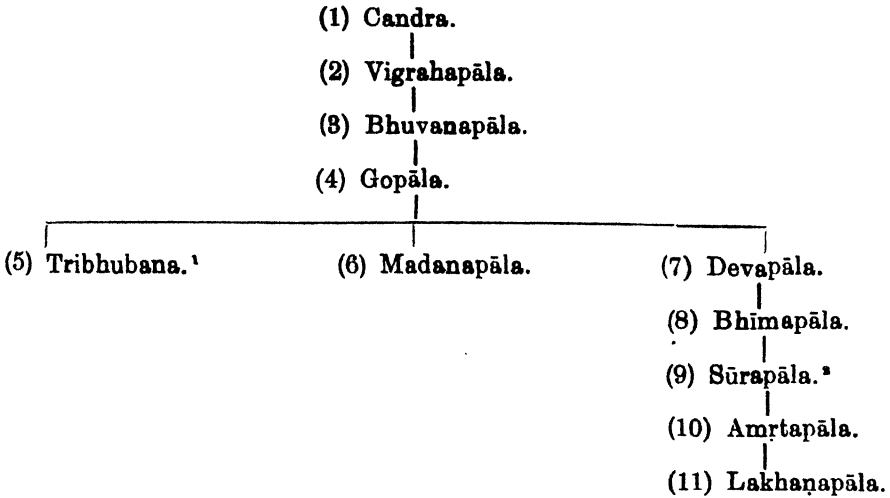 (1) Candra.
(2) Vigrahapāla.
(3) Bhuvanapāla.
(4) Gopāla.
(5) Tribhubana.¹ (6) Madanapāla. (7) Devapāla.
(8) Bhīmapāla.
(9) Sūrapāla.²
(10) Amṛtapāla.
(11) Lakhaṇapāla.